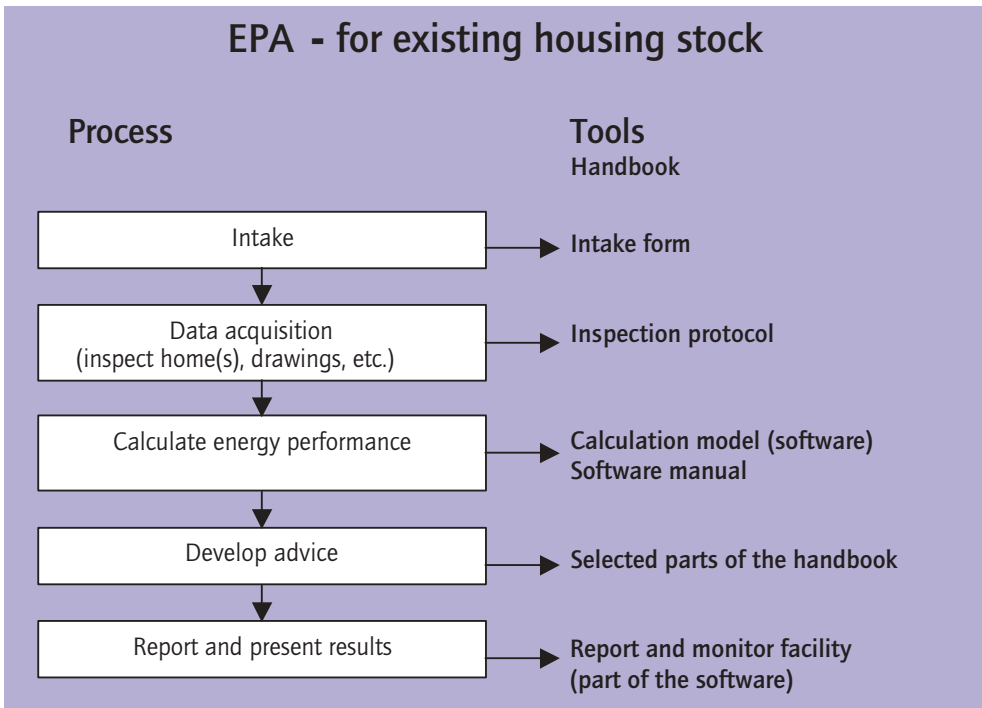 EPA - for existing housing stock
Process
Tools
Handbook
Intake
Intake form
Data acquisition
(inspect home(s), drawings, etc.)
Inspection protocol
Calculate energy performance
Calculation model (software)
Software manual
Develop advice
Selected parts of the handbook
Report and present results
Report and monitor facility
(part of the software)